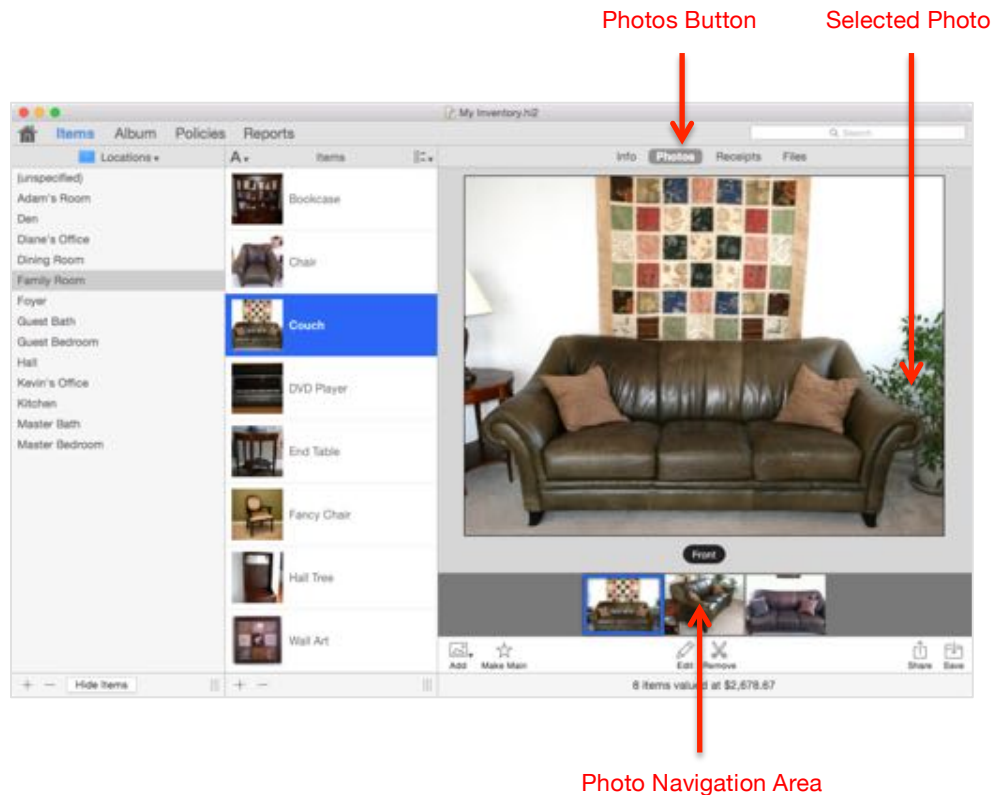 Photos Button Selected Photo
My Inventory.hi2
Items Album Policies Reports
Search
Locations
A
Items
Info Photos Receipts Files
(unspecified)
Adam's Room
Den
Diane's Office
Dining Room
Family Room
Foyer
Guest Bath
Guest Bedroom
Hall
Kevin's Office
Kitchen
Master Bath
Master Bedroom
Bookcase
Chair
Couch
DVD Player
End Table
Fancy Chair
Hall Tree
Wall Art
Front
Add Make Main Edit Remove Share Save
+ − Hide Items
+ −
8 items valued at $2,678.67
Photo Navigation Area